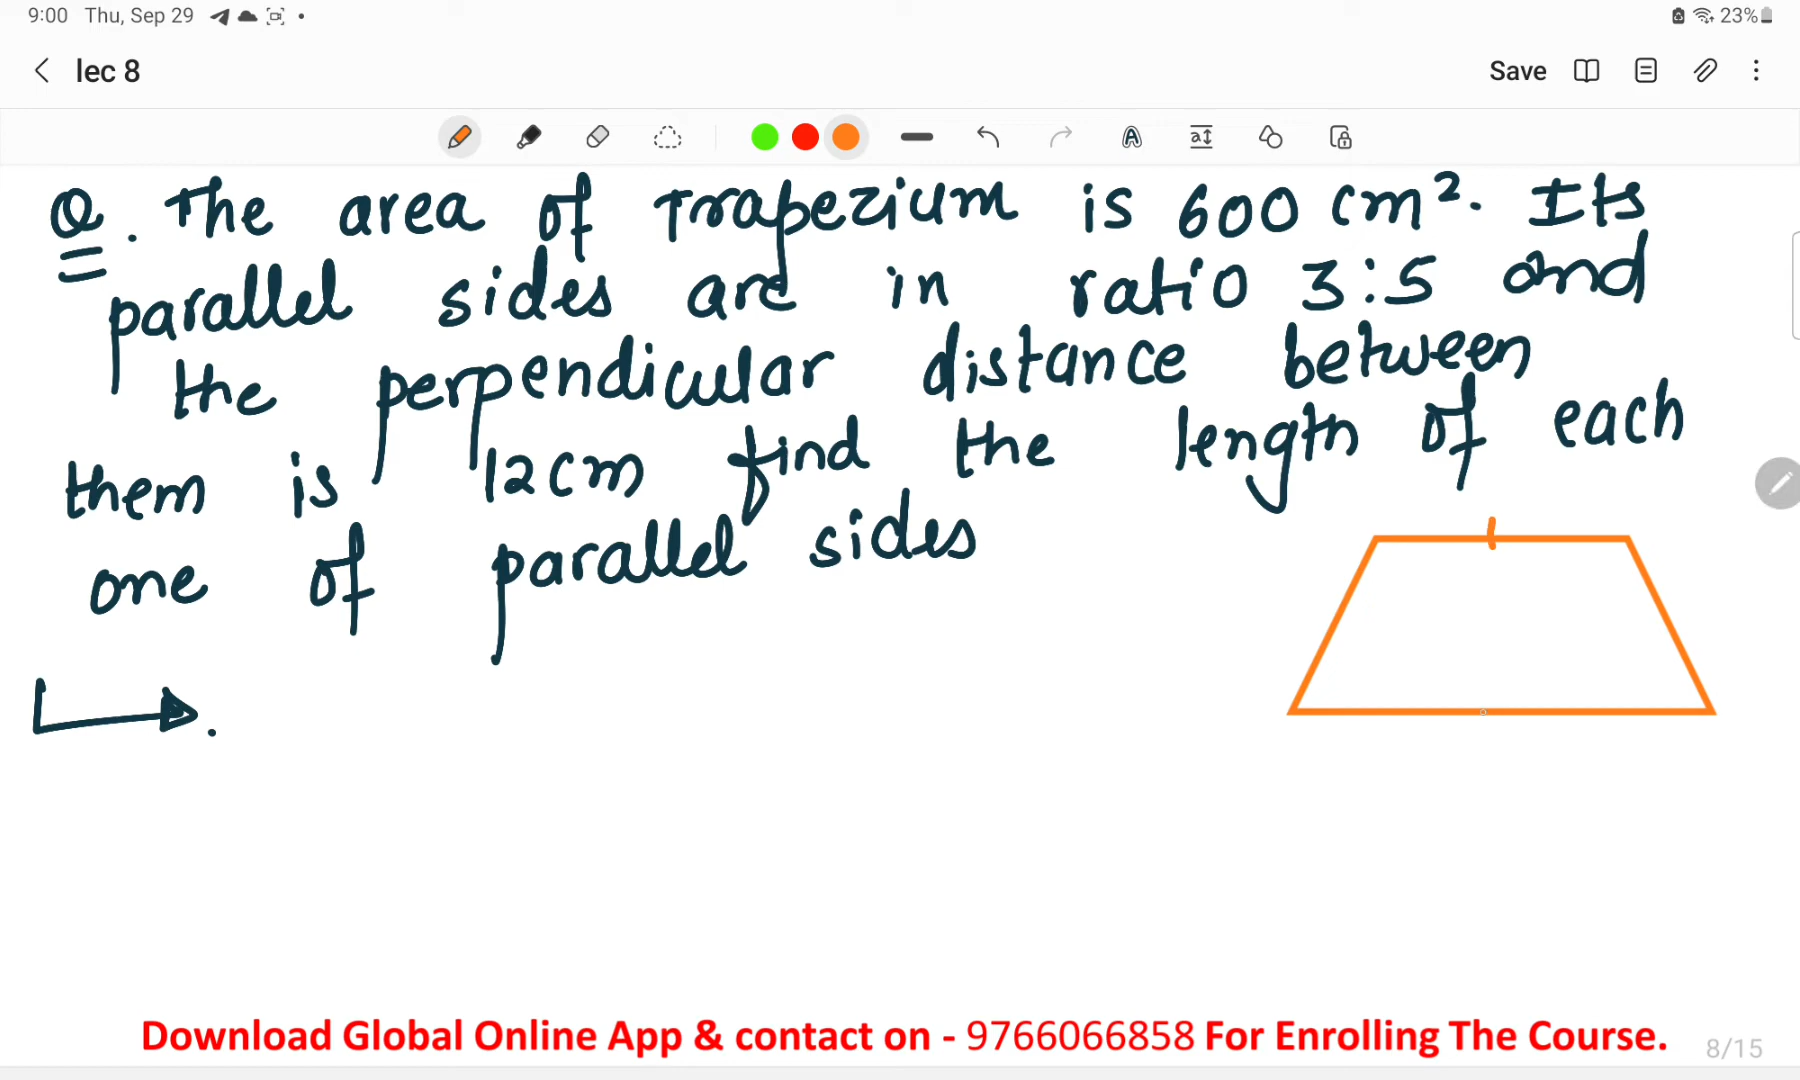 9:00 Thu, Sep 29
23%
lec 8
Save
Q. The area of Trapezium is 600 cm². Its
parallel sides are in ratio 3:5 and
the perpendicular distance between
them is 12cm find the length of each
one of parallel sides
Download Global Online App & contact on - 9766066858 For Enrolling The Course.
8/15